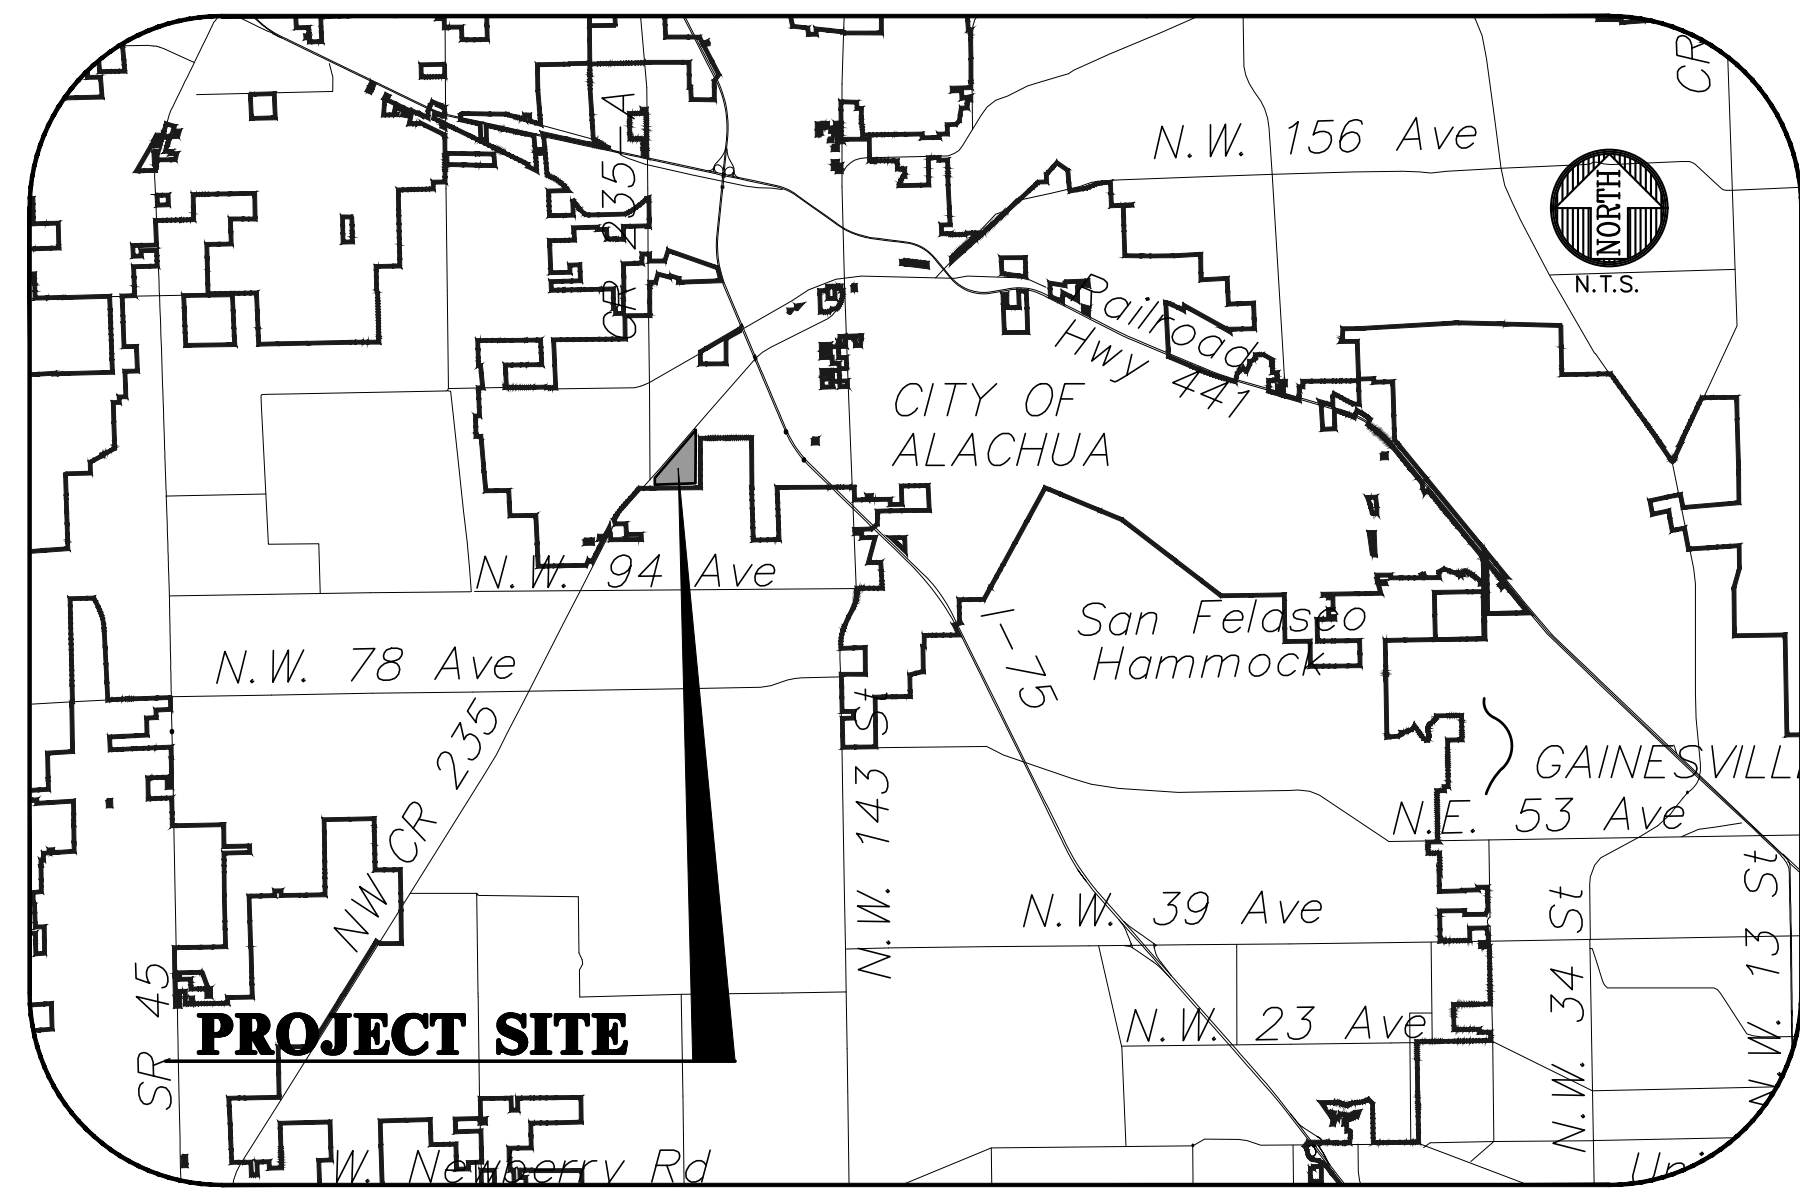 CR
N.W. 156 Ave
NORTH
N.T.S.
CR 235-A
Railroad
Hwy 441
CITY OF
ALACHUA
N.W. 94 Ave
San Felasco
Hammock
I-75
N.W. 78 Ave
NW CR 235
N.W. 143 St
GAINESVILL
N.E. 53 Ave
N.W. 39 Ave
N.W. 34 St
N.W. 13 St
SR 45
PROJECT SITE
N.W. 23 Ave
W. Newberry Rd
Uni